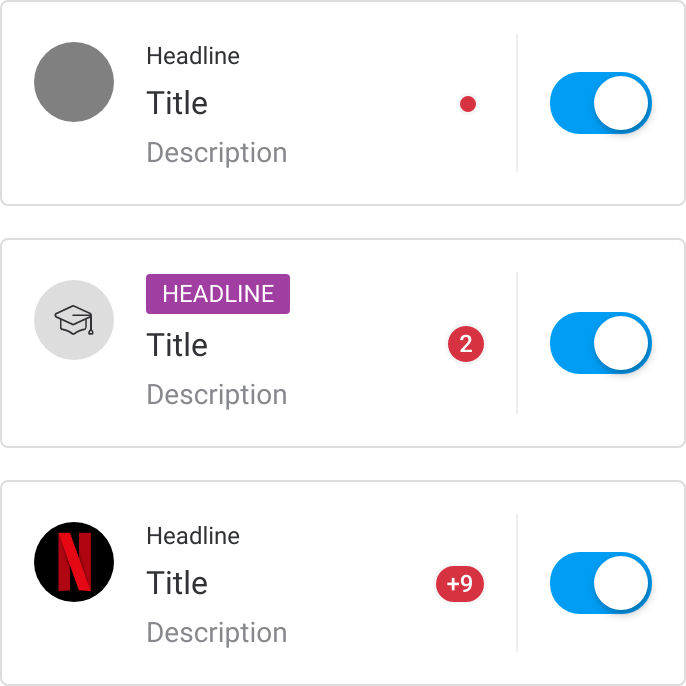 Headline
Title
Description
HEADLINE
Title
2
Description
N
Headline
Title
+9
Description